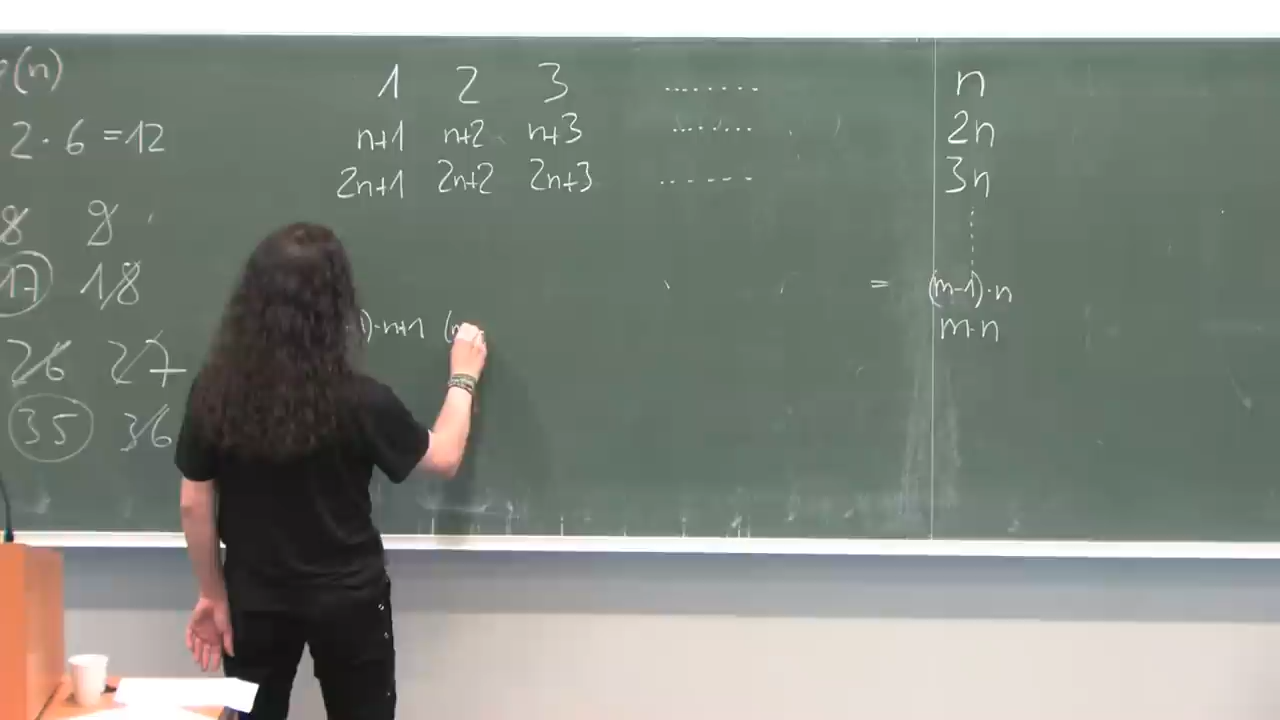 (n)
2 · 6 = 12
8 9
17 18
26 27
35 36
1 2 3 ........ n
n+1 n+2 n+3 ....... 2n
2n+1 2n+2 2n+3 ...... 3n
= (m-1)·n
)·n+1 ( m·n